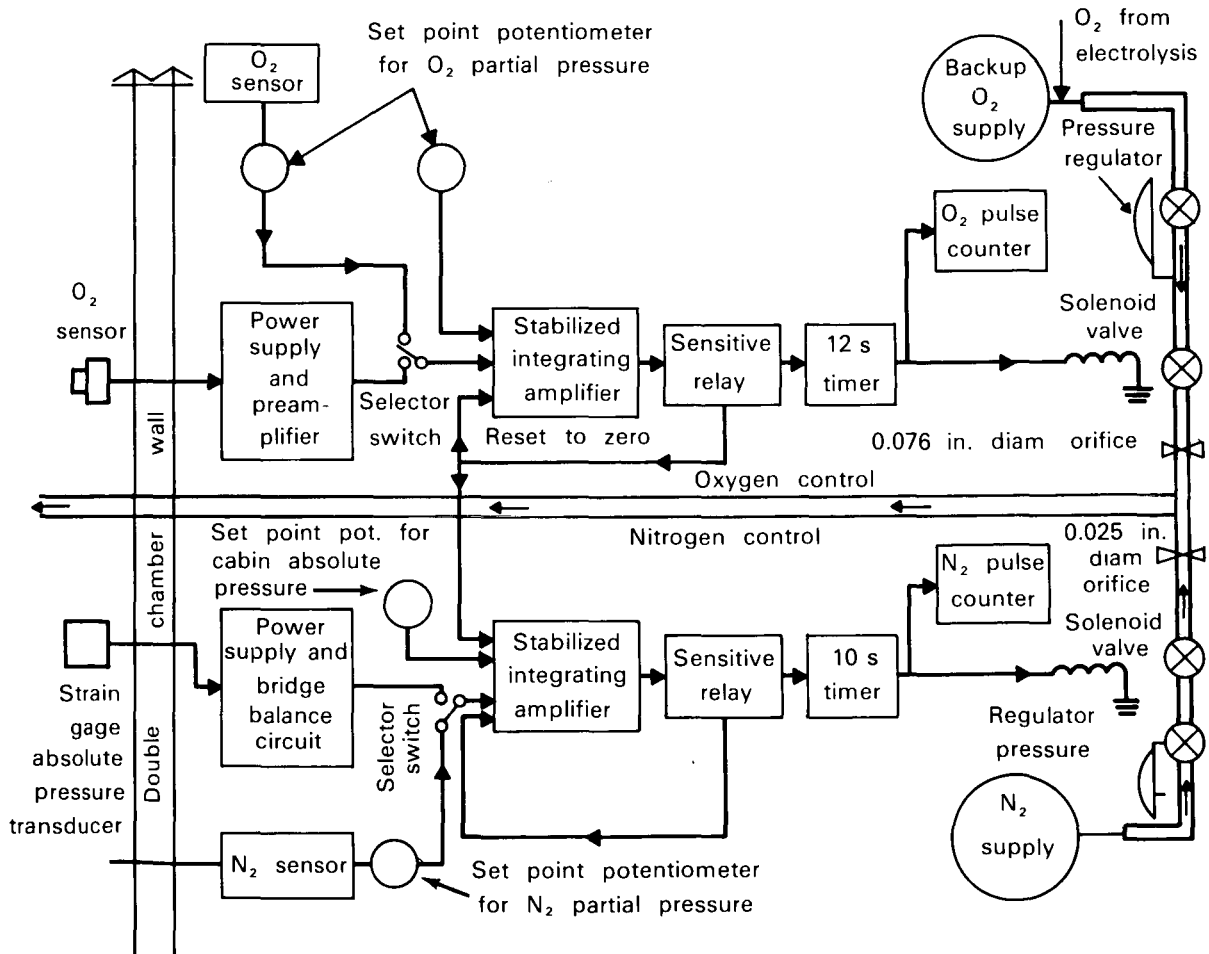 O₂
sensor
Set point potentiometer
for O₂ partial pressure
O₂ from
electrolysis
Backup
O₂
supply
Pressure
regulator
O₂ pulse
counter
O₂
sensor
Power
supply
and
pream-
plifier
Selector
switch
Stabilized
integrating
amplifier
Reset to zero
Sensitive
relay
12 s
timer
Solenoid
valve
0.076 in. diam orifice
Oxygen control
Nitrogen control
Double chamber wall
Set point pot. for
cabin absolute
pressure
0.025 in.
diam
orifice
N₂ pulse
counter
Solenoid
valve
Strain
gage
absolute
pressure
transducer
Power
supply and
bridge
balance
circuit
Selector
switch
Stabilized
integrating
amplifier
Sensitive
relay
10 s
timer
Regulator
pressure
N₂
supply
N₂ sensor
Set point potentiometer
for N₂ partial pressure